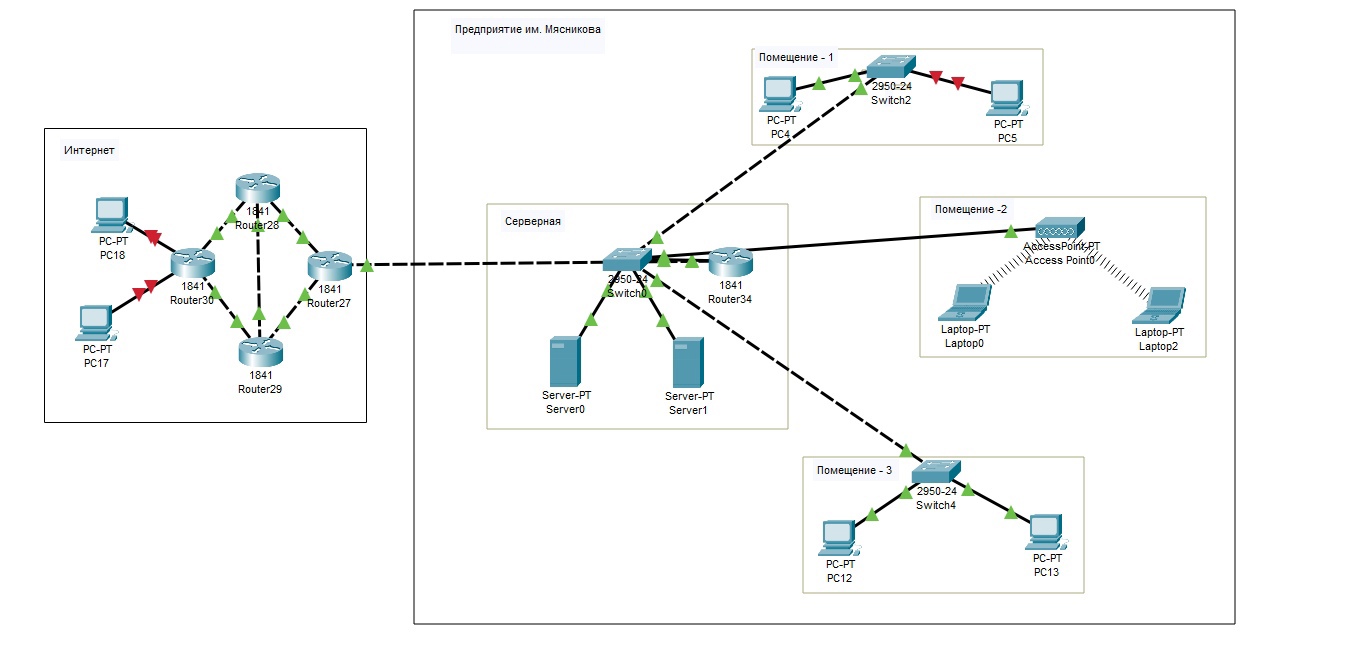 Предприятие им. Мясникова
Помещение - 1
2950-24
Switch2
PC-PT
PC4
PC-PT
PC5
Интернет
1841
Router28
PC-PT
PC18
1841
Router30
1841
Router27
PC-PT
PC17
1841
Router29
Серверная
2950-24
Switch0
1841
Router34
Server-PT
Server0
Server-PT
Server1
Помещение -2
AccessPoint-PT
Access Point0
Laptop-PT
Laptop0
Laptop-PT
Laptop2
Помещение - 3
2950-24
Switch4
PC-PT
PC12
PC-PT
PC13